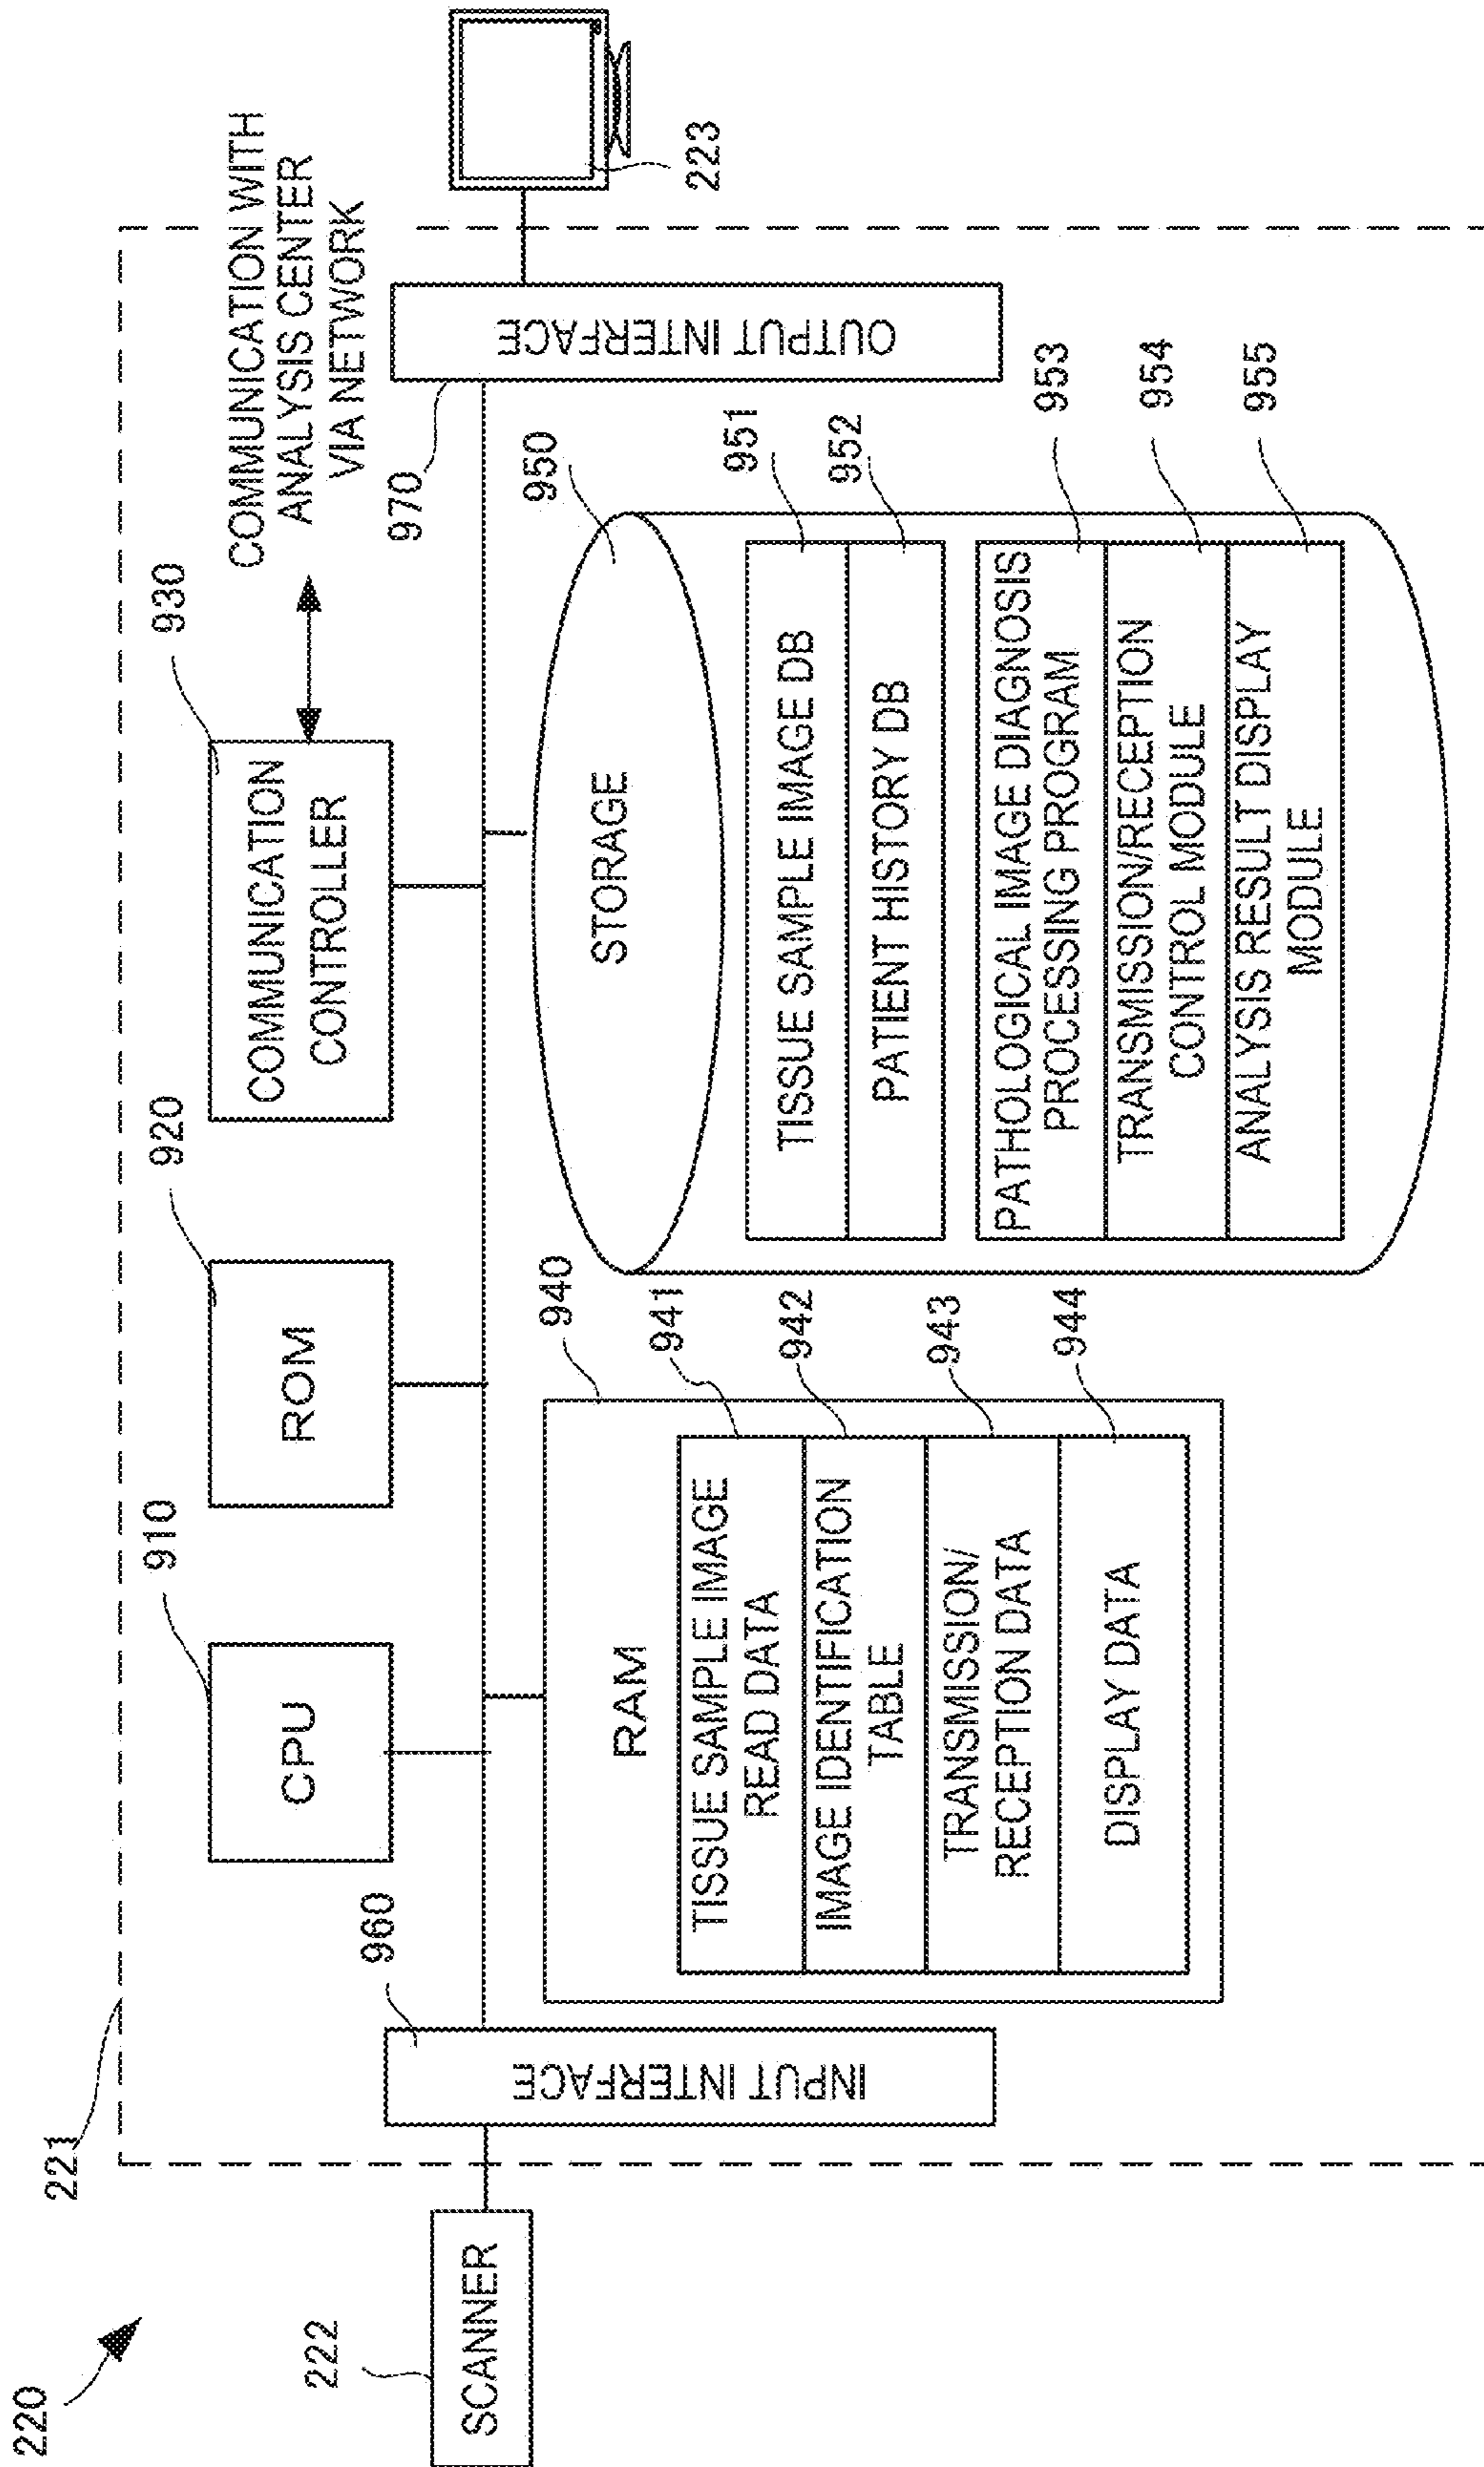 220
221
910
920
930
COMMUNICATION WITH
ANALYSIS CENTER
VIA NETWORK
CPU
ROM
COMMUNICATION
CONTROLLER
222
SCANNER
960
INPUT INTERFACE
970
OUTPUT INTERFACE
223
940
RAM
941
TISSUE SAMPLE IMAGE
READ DATA
942
IMAGE IDENTIFICATION
TABLE
943
TRANSMISSION/
RECEPTION DATA
944
DISPLAY DATA
950
STORAGE
951
TISSUE SAMPLE IMAGE DB
952
PATIENT HISTORY DB
953
PATHOLOGICAL IMAGE DIAGNOSIS
PROCESSING PROGRAM
954
TRANSMISSION/RECEPTION
CONTROL MODULE
955
ANALYSIS RESULT DISPLAY
MODULE